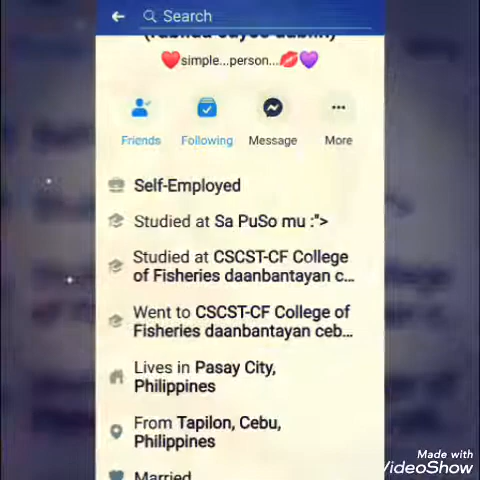 Search
simple...person...
Friends
Following
Message
More
Self-Employed
Studied at Sa PuSo mu :">
Studied at CSCST-CF College
of Fisheries daanbantayan c...
Went to CSCST-CF College of
Fisheries daanbantayan ceb...
Lives in Pasay City,
Philippines
From Tapilon, Cebu,
Philippines
Married
Made with
VideoShow